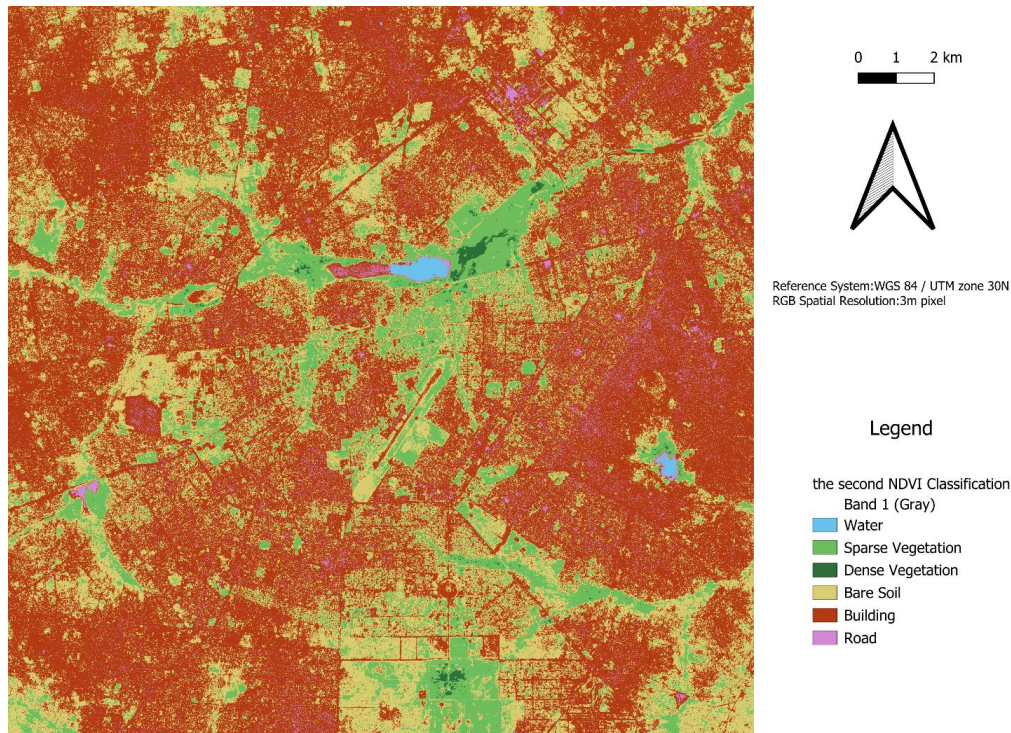 0 1 2 km
Reference System:WGS 84 / UTM zone 30N
RGB Spatial Resolution:3m pixel
Legend
the second NDVI Classification
Band 1 (Gray)
Water
Sparse Vegetation
Dense Vegetation
Bare Soil
Building
Road